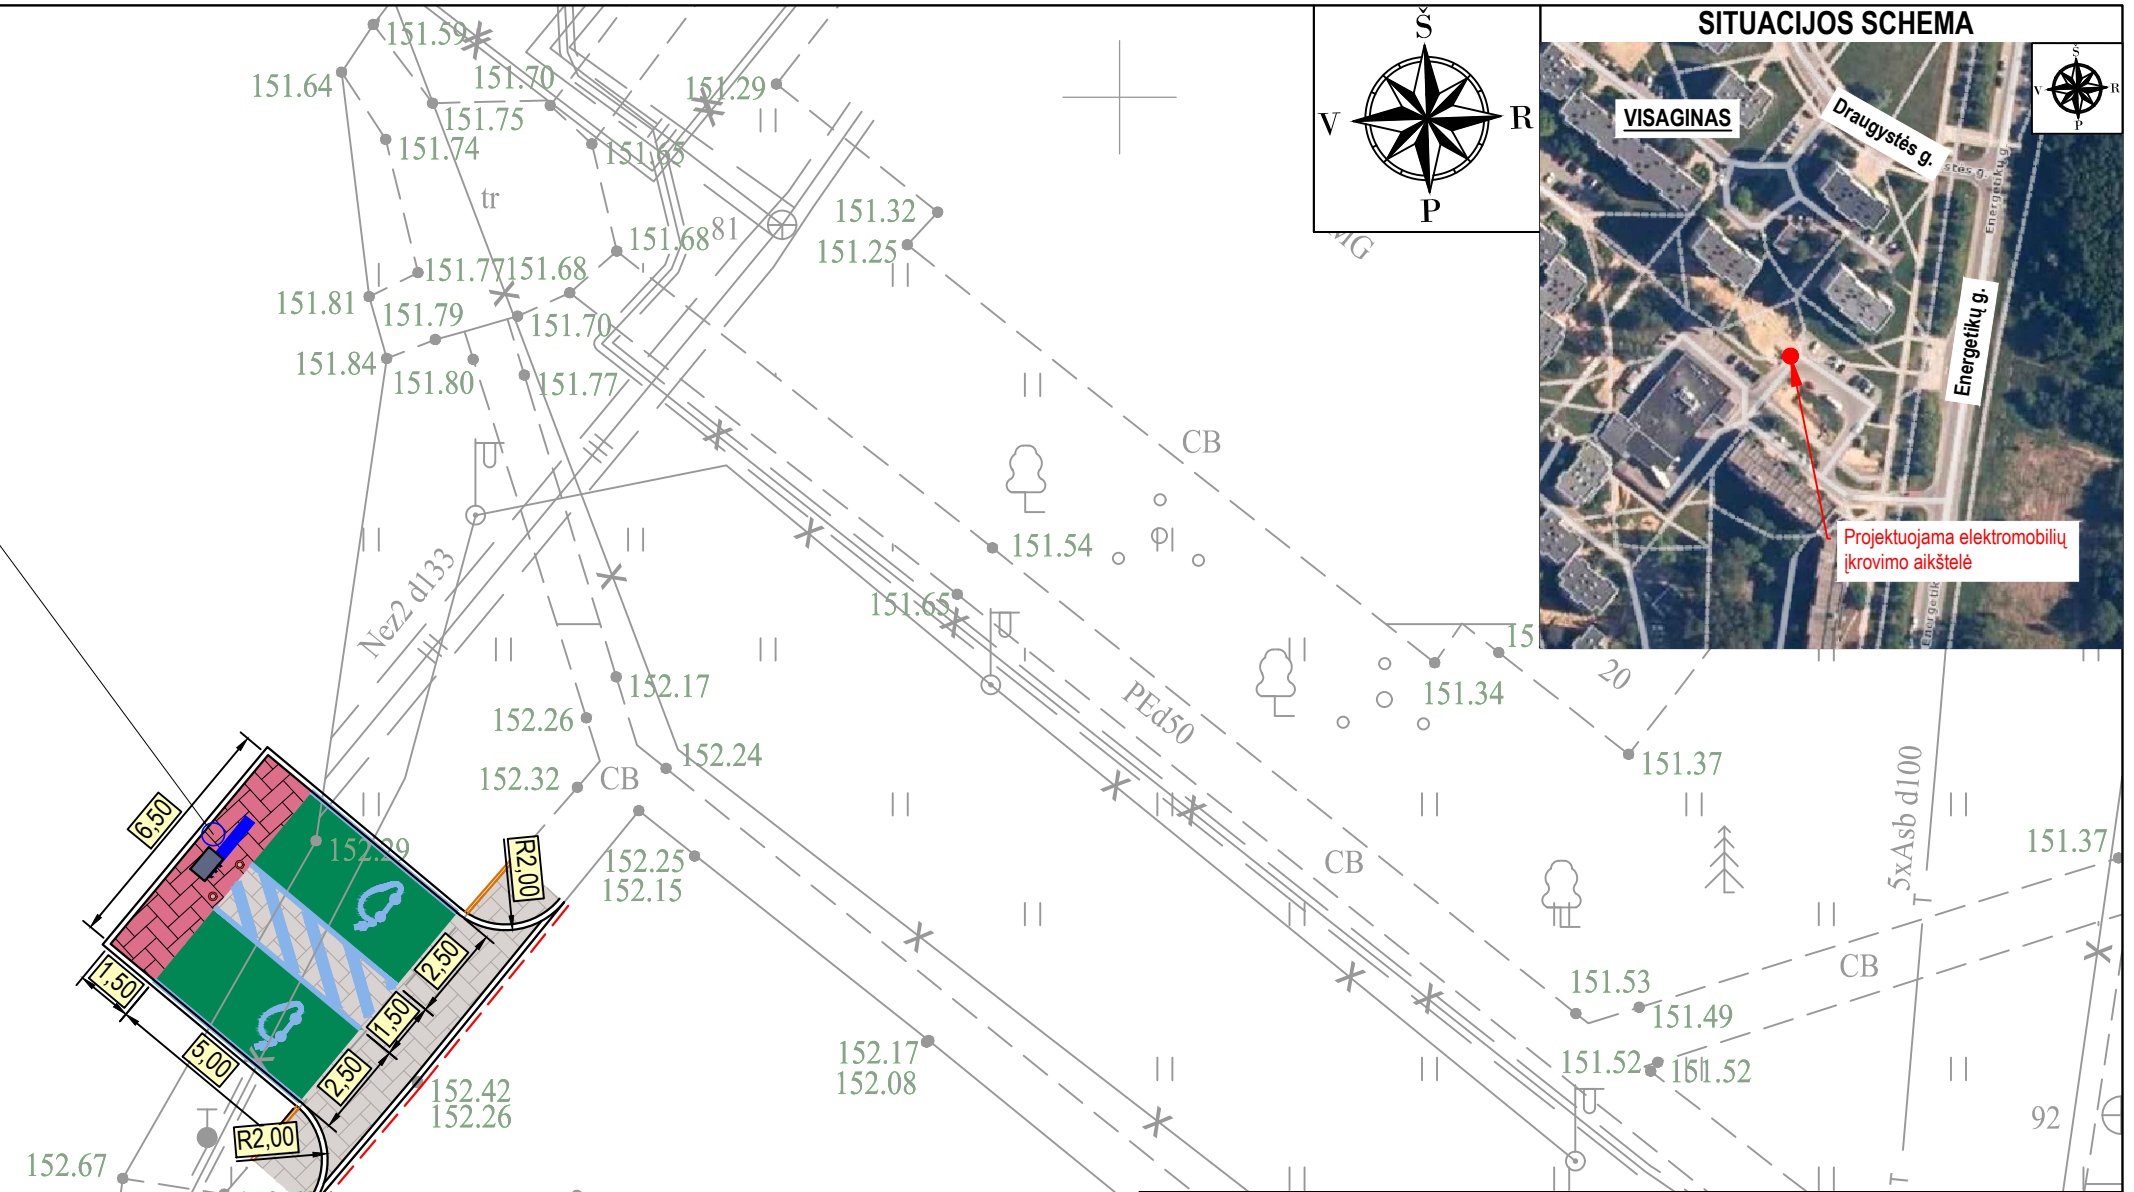 SITUACIJOS SCHEMA
Š
V
R
P
Š
V
R
P
VISAGINAS
Draugystės g.
stės g.
Energetikų g.
Energetikų g.
Projektuojama elektromobilių
įkrovimo aikštelė
151.59
151.64
151.70
151.29
151.75
151.74
151.65
tr
151.32
151.68
81
151.25
151.77
151.68
151.81
151.79
151.70
151.84
151.80
151.77
CB
151.54
Nez2 d133
151.65
15
151.34
20
152.17
152.26
PEd50
152.24
151.37
152.32
CB
5xAsb d100
6,50
152.29
R2,00
152.25
152.15
CB
151.37
2,50
1,50
151.53
CB
151.49
1,50
5,00
2,50
152.17
152.08
151.52
151.52
152.42
152.26
92
R2,00
152.67
T
T